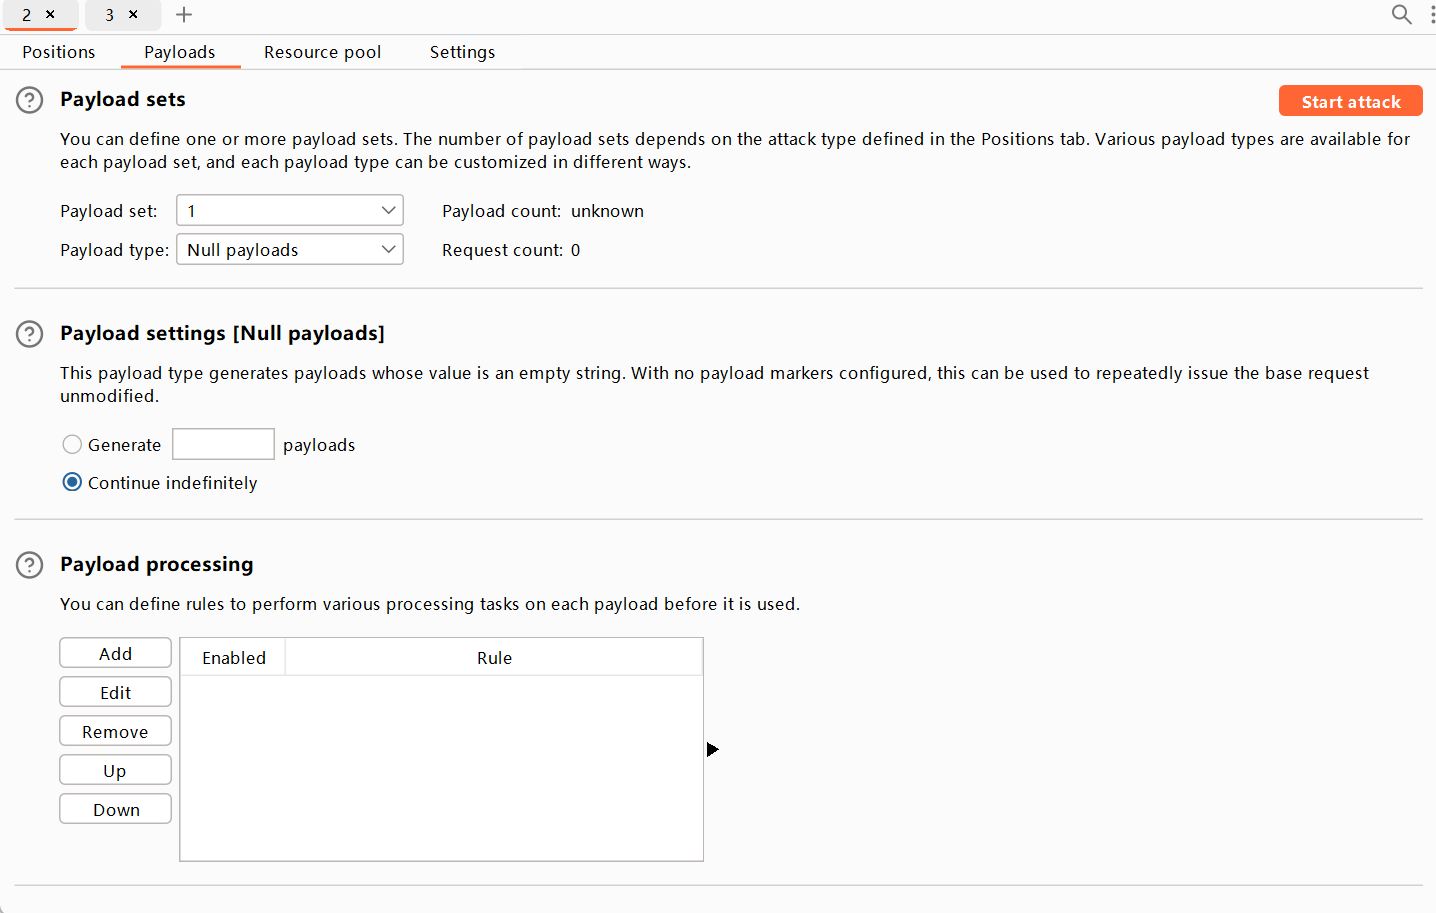 2 × 3 × +
Positions Payloads Resource pool Settings
? Payload sets Start attack
You can define one or more payload sets. The number of payload sets depends on the attack type defined in the Positions tab. Various payload types are available for
each payload set, and each payload type can be customized in different ways.
Payload set: 1 Payload count: unknown
Payload type: Null payloads Request count: 0
? Payload settings [Null payloads]
This payload type generates payloads whose value is an empty string. With no payload markers configured, this can be used to repeatedly issue the base request
unmodified.
Generate payloads
Continue indefinitely
? Payload processing
You can define rules to perform various processing tasks on each payload before it is used.
Add Enabled Rule
Edit
Remove
Up
Down